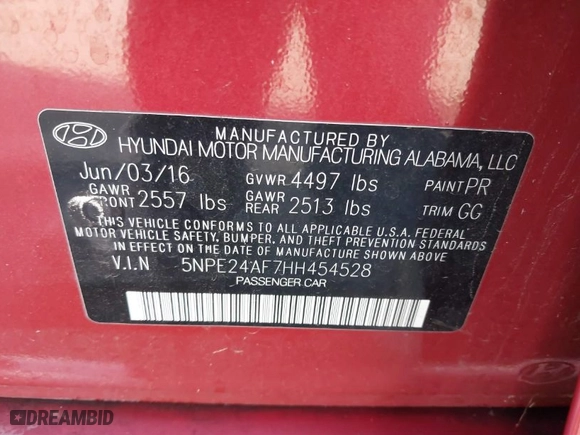 MANUFACTURED BY
HYUNDAI MOTOR MANUFACTURING ALABAMA, LLC
Jun/03/16 GVWR 4497 lbs PAINT PR
GAWR FRONT 2557 lbs GAWR REAR 2513 lbs TRIM GG
THIS VEHICLE CONFORMS TO ALL APPLICABLE U.S.A. FEDERAL
MOTOR VEHICLE SAFETY, BUMPER, AND THEFT PREVENTION STANDARDS
IN EFFECT ON THE DATE OF MANUFACTURE SHOWN ABOVE.
V.I.N 5NPE24AF7HH454528
PASSENGER CAR
DREAMBID